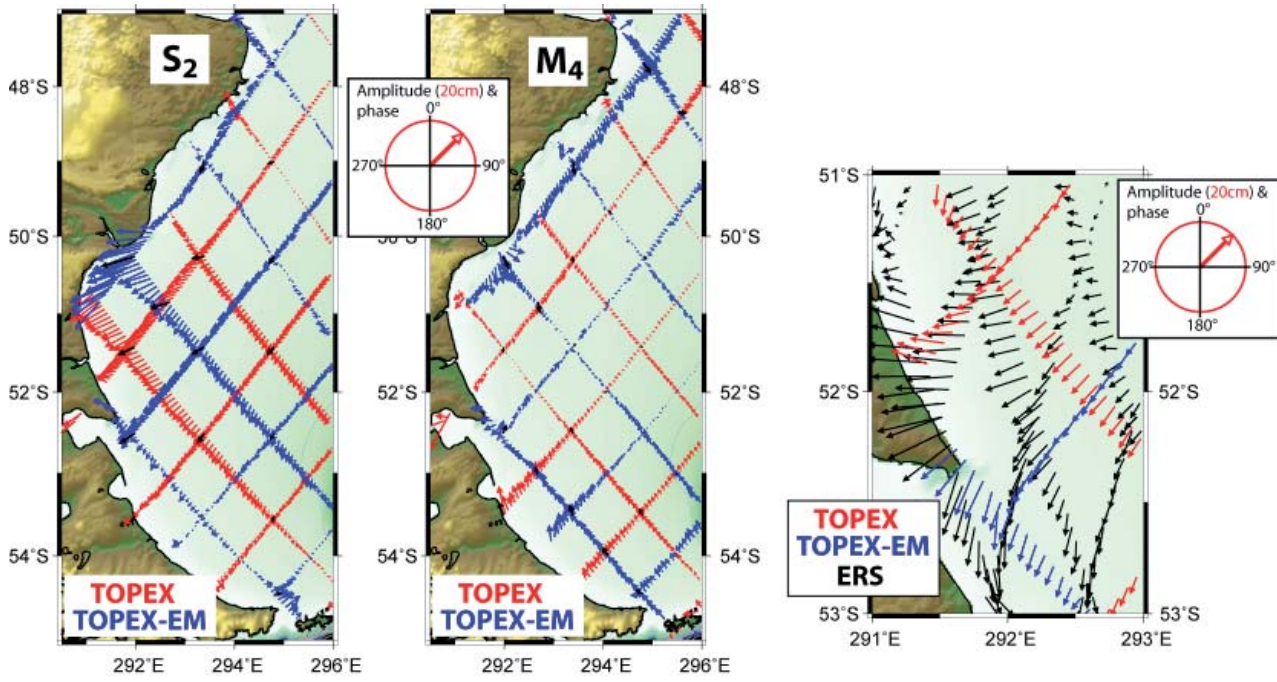 S2
M4
Amplitude (20cm) &
phase
0°
270°
90°
180°
48°S
50°S
52°S
54°S
292°E
294°E
296°E
TOPEX
TOPEX-EM
48°S
50°S
52°S
54°S
292°E
294°E
296°E
TOPEX
TOPEX-EM
51°S
52°S
53°S
51°S
52°S
53°S
291°E
292°E
293°E
Amplitude (20cm) &
phase
0°
270°
90°
180°
TOPEX
TOPEX-EM
ERS